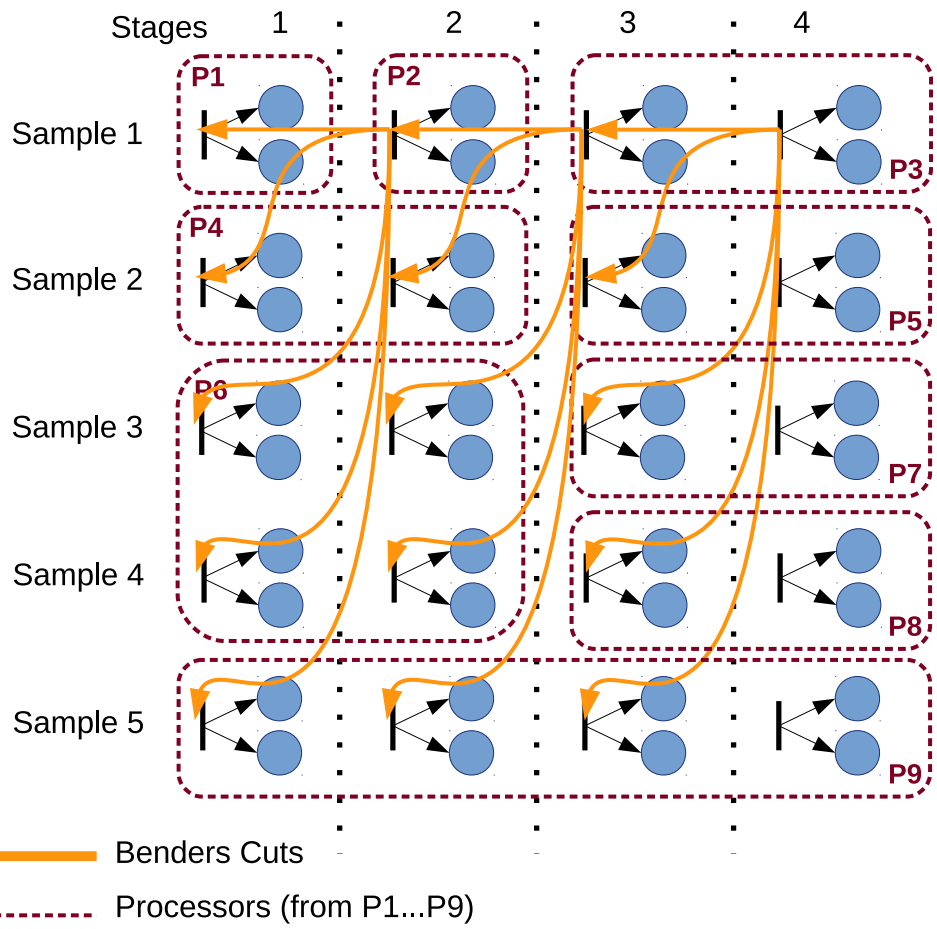 Stages 1 2 3 4
P1 P2
Sample 1
P3
P4
Sample 2
P5
P6
Sample 3
P7
Sample 4
P8
Sample 5
P9
Benders Cuts
Processors (from P1...P9)